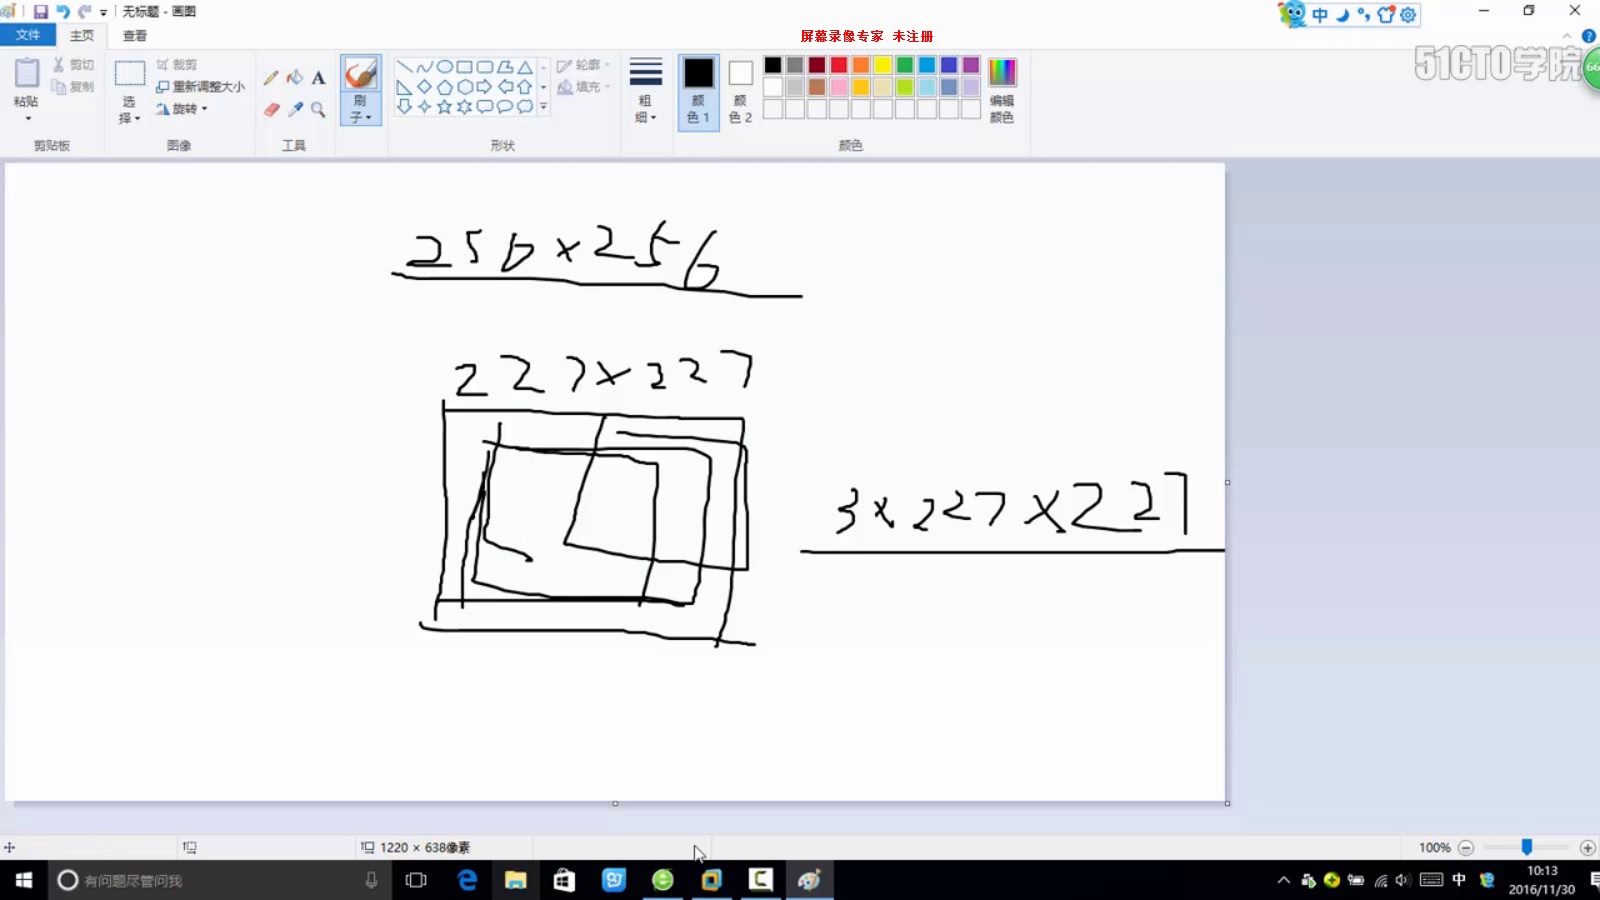 无标题 - 画图
中
文件
主页
查看
屏幕录像专家 未注册
51CTO学院
66
粘贴
剪切
复制
剪贴板
选择
裁剪
重新调整大小
旋转
图像
A
工具
刷子
轮廓
填充
形状
粗细
颜色 1
颜色 2
编辑颜色
颜色
256×256
227×227
3×227×227
1220 × 638像素
100%
有问题尽管问我
中
10:13
2016/11/30